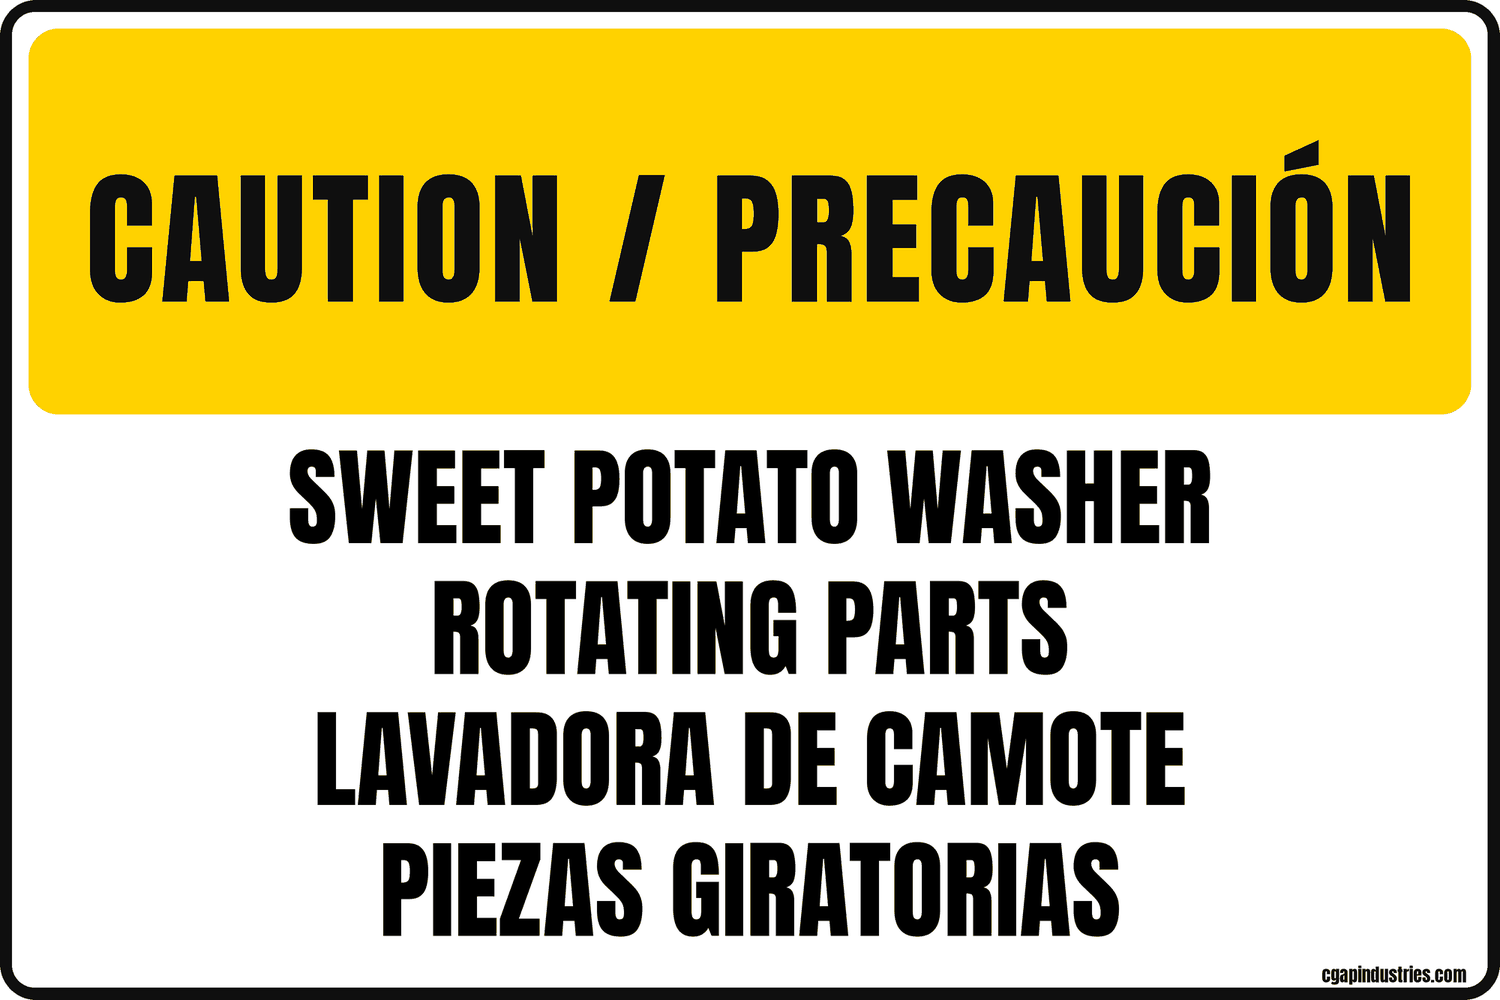 CAUTION / PRECAUCIÓN
SWEET POTATO WASHER
ROTATING PARTS
LAVADORA DE CAMOTE
PIEZAS GIRATORIAS
cgapindustries.com